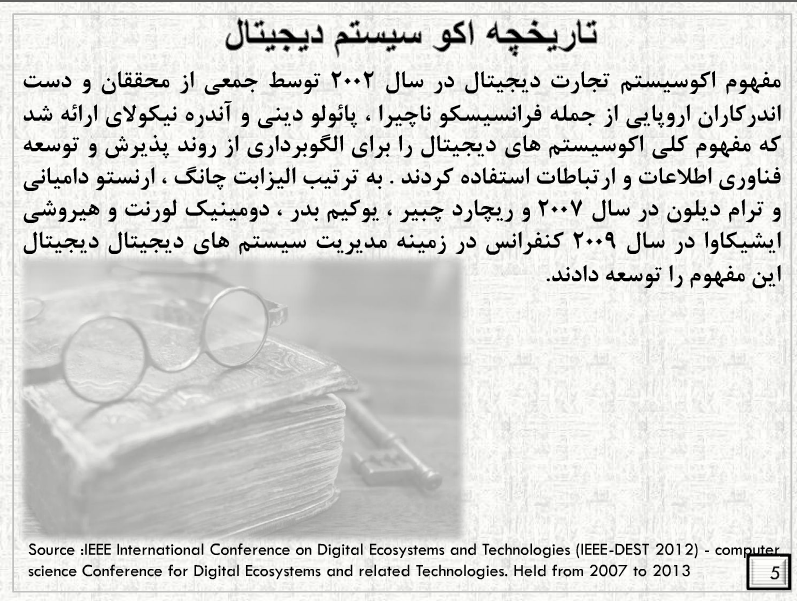 تاریخچه اکو سیستم دیجیتال
مفهوم اکوسیستم تجارت دیجیتال در سال ۲۰۰۲ توسط جمعی از محققان و دست
اندرکاران اروپایی از جمله فرانسیسکو ناچیرا ، پائولو دینی و آندره نیکولای ارائه شد
که مفهوم کلی اکوسیستم های دیجیتال را برای الگوبرداری از روند پذیرش و توسعه
فناوری اطلاعات و ارتباطات استفاده کردند . به ترتیب الیزابت چانگ ، ارنستو دامیانی
و ترام دیلون در سال ۲۰۰۷ و ریچارد چبیر ، یوکیم بدر ، دومینیک لورنت و هیروشی
ایشیکاوا در سال ۲۰۰۹ کنفرانس در زمینه مدیریت سیستم های دیجیتال دیجیتال
این مفهوم را توسعه دادند.
Source :IEEE International Conference on Digital Ecosystems and Technologies (IEEE-DEST 2012) - computer
science Conference for Digital Ecosystems and related Technologies. Held from 2007 to 2013
5